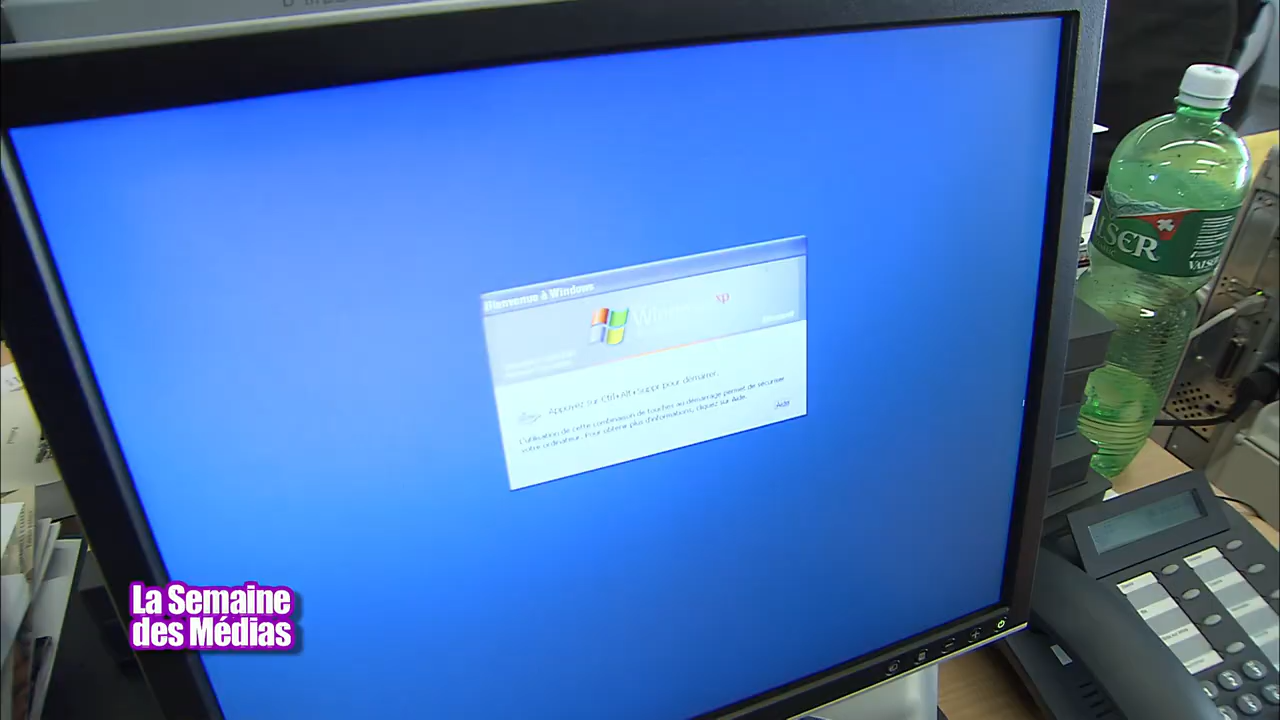 Bienvenue à Windows
Windows xp
Microsoft
Appuyez sur Ctrl+Alt+Suppr pour démarrer.
L'utilisation de cette combinaison de touches au démarrage permet de sécuriser
votre ordinateur. Pour obtenir plus d'informations, cliquez sur Aide.
Aide
VALSER
La Semaine
des Médias